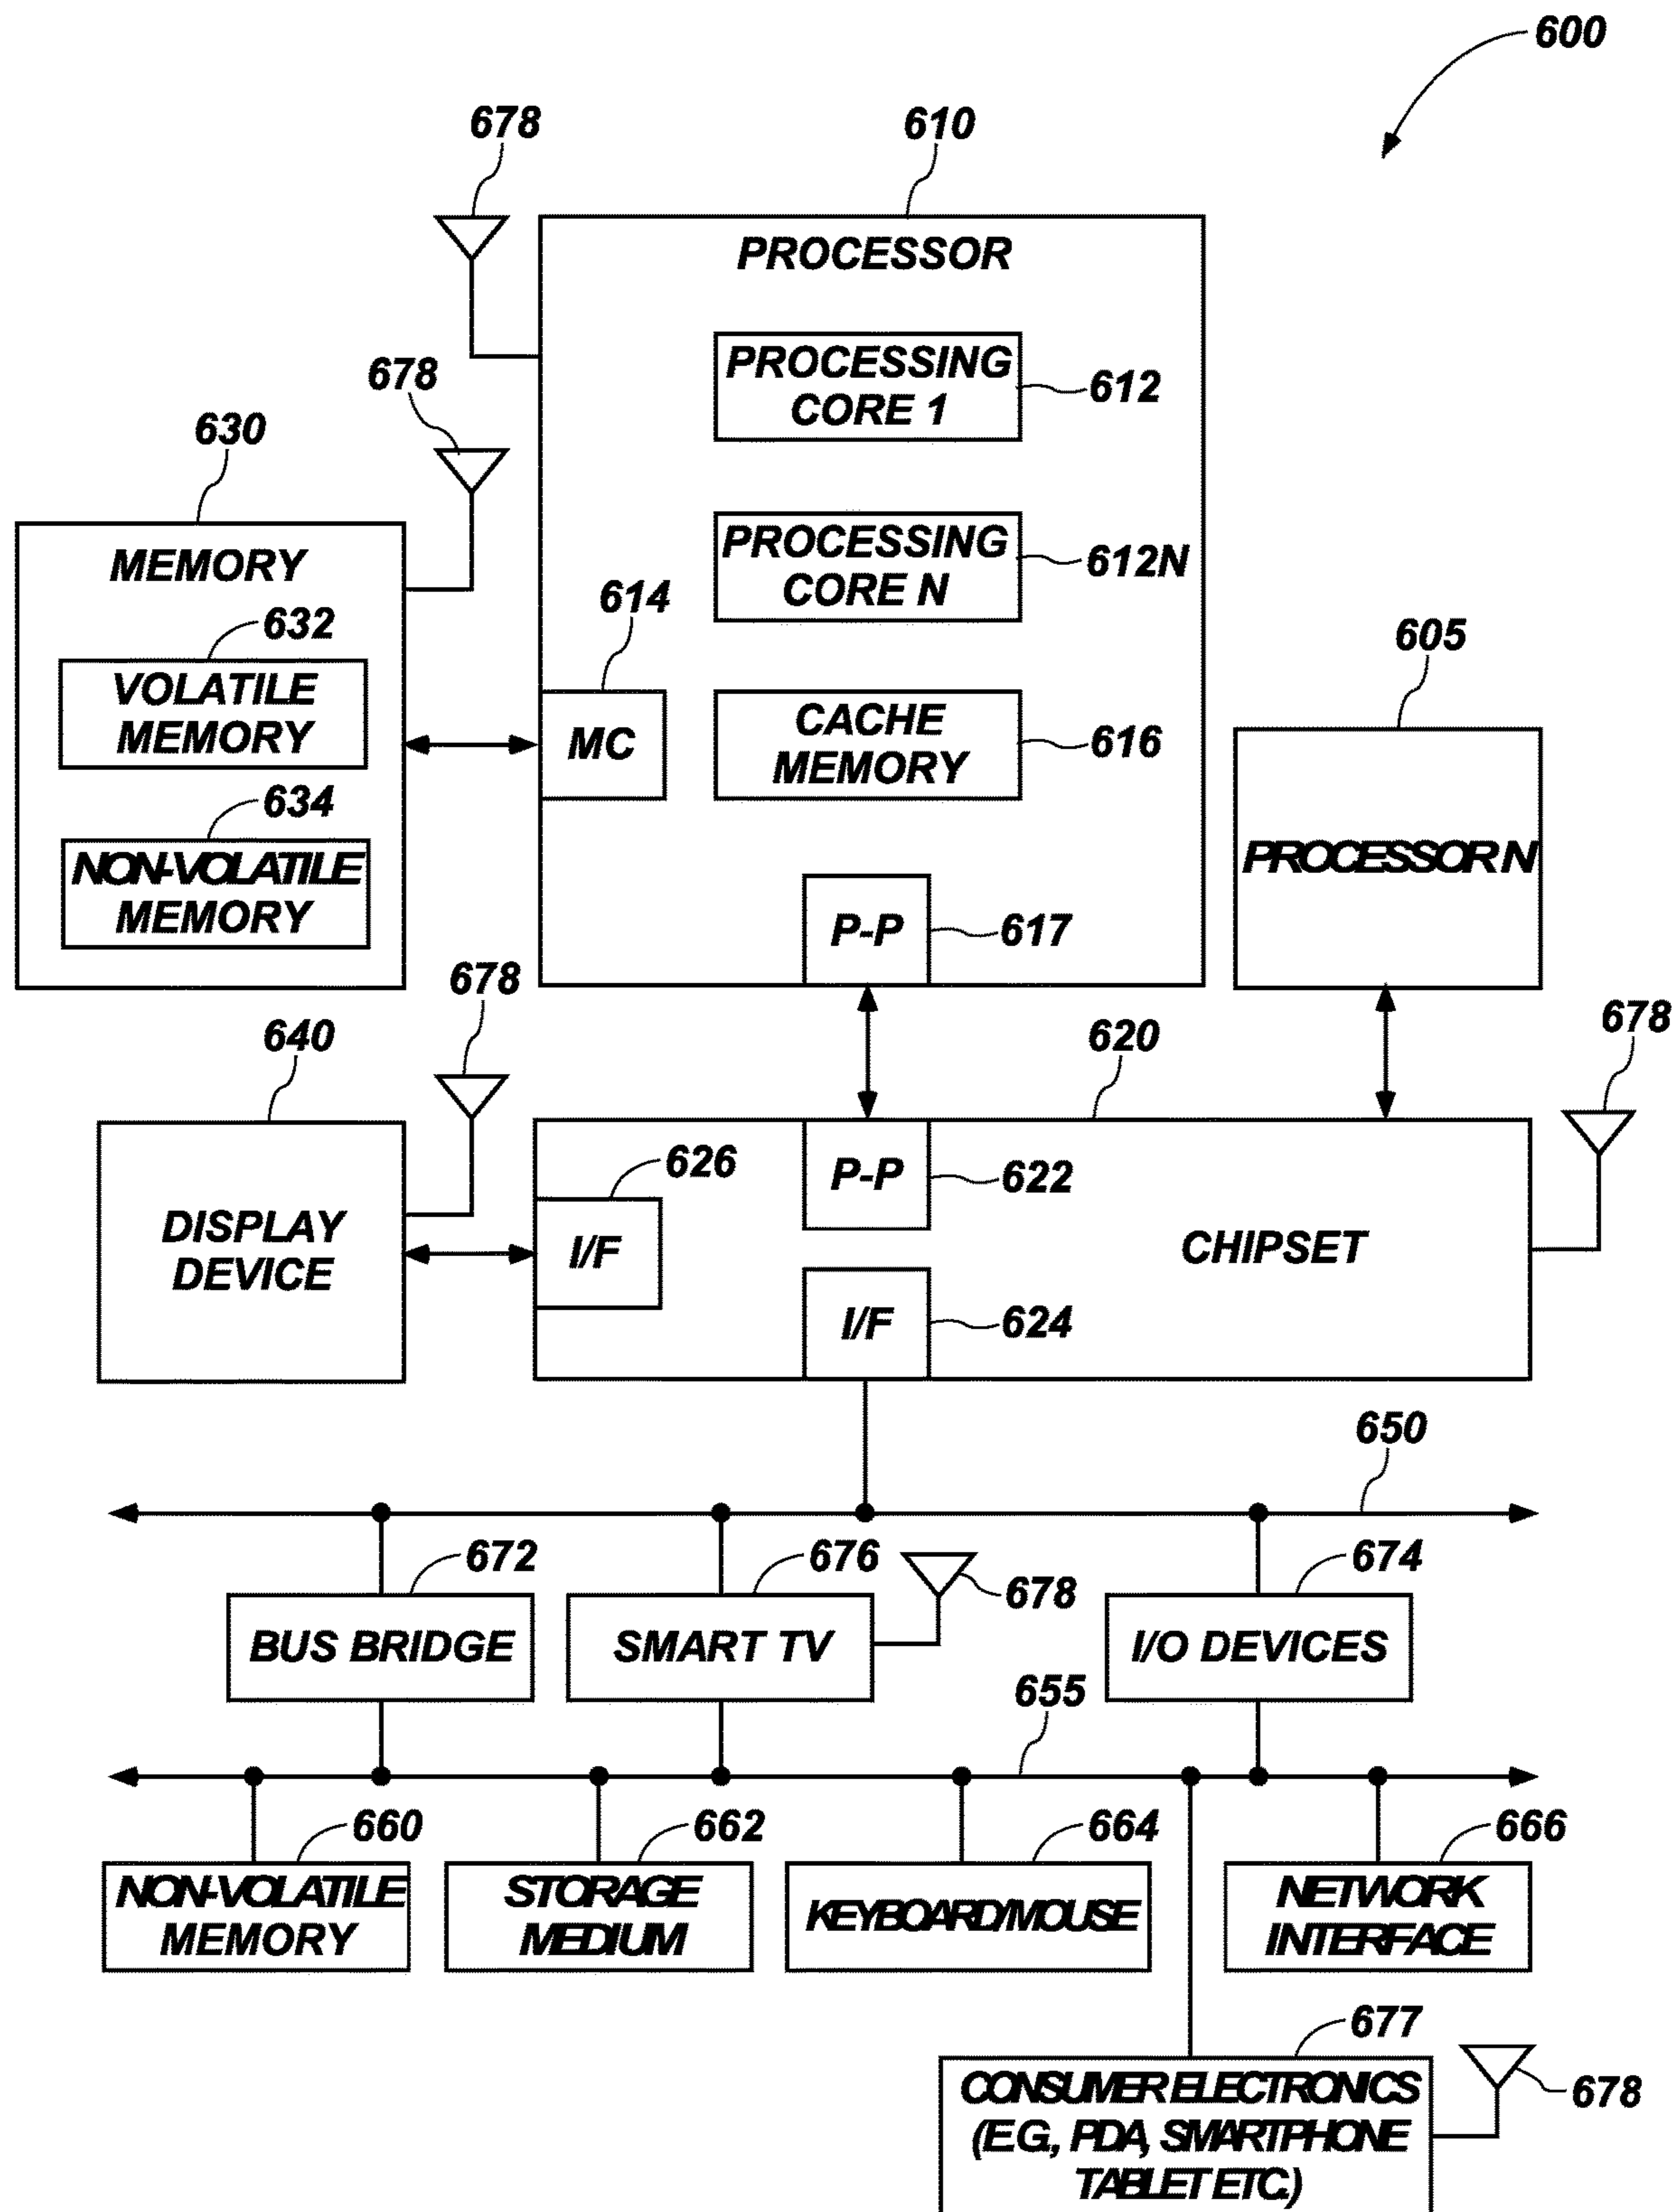 600
678
610
PROCESSOR
PROCESSING
CORE 1
612
678
630
MEMORY
PROCESSING
CORE N
612N
614
632
VOLATILE
MEMORY
MC
CACHE
MEMORY
616
605
634
NON-VOLATILE
MEMORY
PROCESSOR N
P-P
617
678
640
620
678
626
P-P
622
DISPLAY
DEVICE
I/F
CHIPSET
I/F
624
650
672
676
678
674
BUS BRIDGE
SMART TV
I/O DEVICES
655
660
662
664
666
NON-VOLATILE
MEMORY
STORAGE
MEDIUM
KEYBOARD/MOUSE
NETWORK
INTERFACE
677
CONSUMER ELECTRONICS
(E.G., PDA, SMARTPHONE
TABLET ETC.)
678